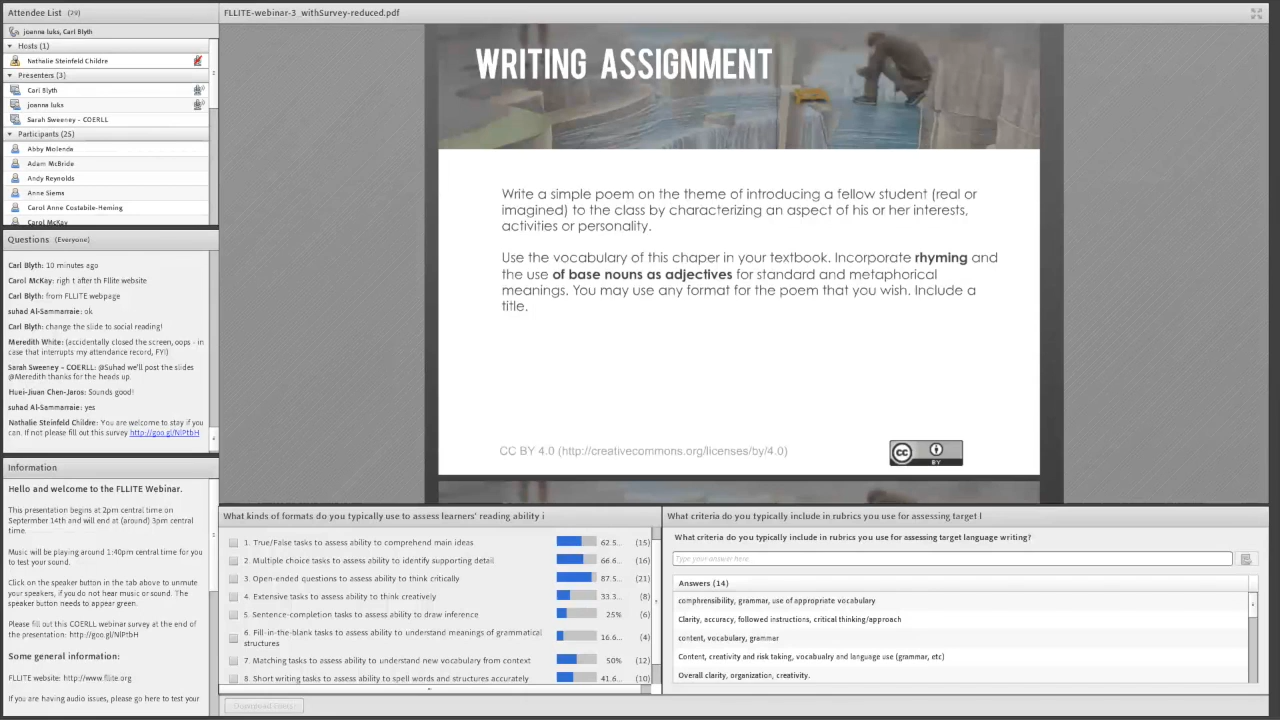 Attendee List (29)
joanna luks, Carl Blyth
Hosts (1)
Nathalie Steinfeld Childre
Presenters (3)
Carl Blyth
joanna luks
Sarah Sweeney - COERLL
Participants (25)
Abby Molenda
Adam McBride
Andy Reynolds
Anne Siems
Carol Anne Costabile-Heming
Carol McKay
Questions (Everyone)
Carl Blyth: 10 minutes ago
Carol McKay: righ t after th Fllite website
Carl Blyth: from FLLITE webpage
suhad Al-Sammarraie: ok
Carl Blyth: change the slide to social reading!
Meredith White: (accidentally closed the screen, oops - in
case that interrupts my attendance record, FYI)
Sarah Sweeney - COERLL: @Suhad we'll post the slides
@Meredith thanks for the heads up.
Huei-Jiuan Chen-Jaros: Sounds good!
suhad Al-Sammarraie: yes
Nathalie Steinfeld Childre: You are welcome to stay if you
can. If not please fill out this survey http://goo.gl/NlPtbH
Information
Hello and welcome to the FLLITE Webinar.
This presentation begins at 2pm central time on
September 14th and will end at (around) 3pm central
time.
Music will be playing around 1:40pm central time for you
to test your sound.
Click on the speaker button in the tab above to unmute
your speakers, if you do not hear music or sound. The
speaker button needs to appear green.
Please fill out this COERLL webinar survey at the end of
the presentation: http://goo.gl/NlPtbH
Some general information:
FLLITE website: http://www.fllite.org
If you are having audio issues, please go here to test your
FLLITE-webinar-3_withSurvey-reduced.pdf
WRITING ASSIGNMENT
Write a simple poem on the theme of introducing a fellow student (real or
imagined) to the class by characterizing an aspect of his or her interests,
activities or personality.
Use the vocabulary of this chaper in your textbook. Incorporate rhyming and
the use of base nouns as adjectives for standard and metaphorical
meanings. You may use any format for the poem that you wish. Include a
title.
CC BY 4.0 (http://creativecommons.org/licenses/by/4.0)
cc BY
What kinds of formats do you typically use to assess learners' reading ability i
1. True/False tasks to assess ability to comprehend main ideas 62.5... (15)
2. Multiple choice tasks to assess ability to identify supporting detail 66.6... (16)
3. Open-ended questions to assess ability to think critically 87.5... (21)
4. Extensive tasks to assess ability to think creatively 33.3... (8)
5. Sentence-completion tasks to assess ability to draw inference 25% (6)
6. Fill-in-the-blank tasks to assess ability to understand meanings of grammatical
structures 16.6... (4)
7. Matching tasks to assess ability to understand new vocabulary from context 50% (12)
8. Short writing tasks to assess ability to spell words and structures accurately 41.6... (10)
What criteria do you typically include in rubrics you use for assessing target l
What criteria do you typically include in rubrics you use for assessing target language writing?
Type your answer here.
Answers (14)
comphrensibility, grammar, use of appropriate vocabulary
Clarity, accuracy, followed instructions, critical thinking/approach
content, vocabulary, grammar
Content, creativity and risk taking, vocabualry and language use (grammar, etc)
Overall clarity, organization, creativity.